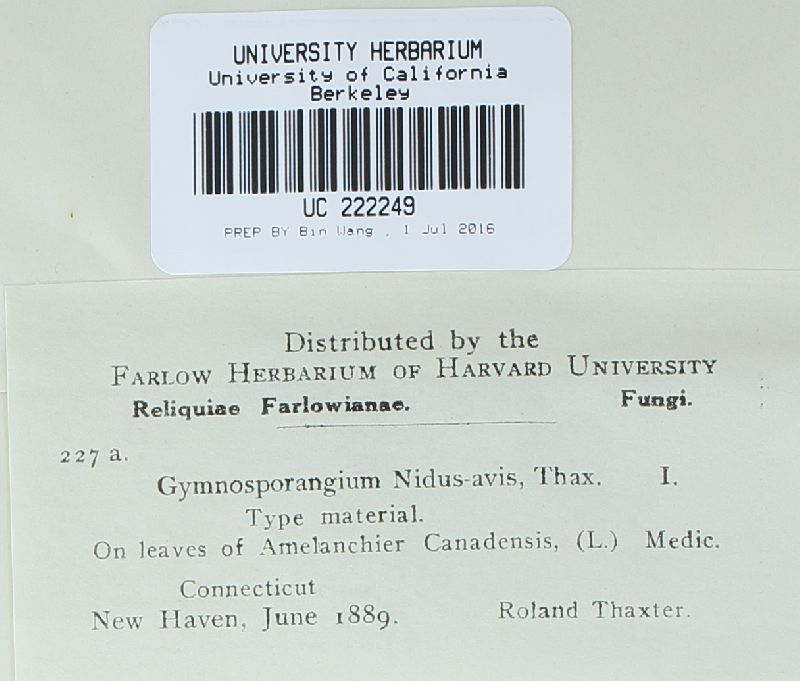 UNIVERSITY HERBARIUM
University of California
Berkeley
UC 222249
PREP BY Bin Wang , 1 Jul 2016
Distributed by the
FARLOW HERBARIUM OF HARVARD UNIVERSITY
Reliquiae Farlowianae. Fungi.
227 a.
Gymnosporangium Nidus-avis, Thax. I.
Type material.
On leaves of Amelanchier Canadensis, (L.) Medic.
Connecticut
New Haven, June 1889. Roland Thaxter.